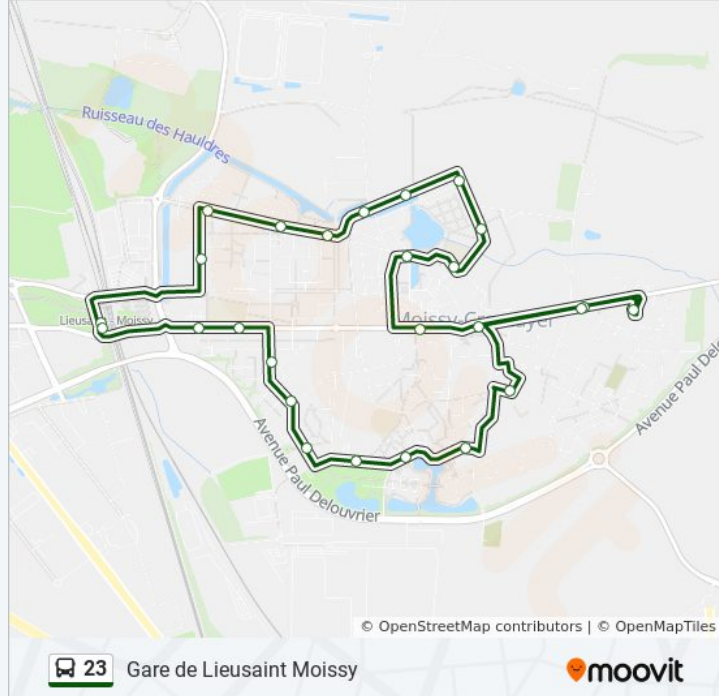 Ruisseau des Hauldres
Lieusaint - Moissy
Moissy-Cramayel
Avenue Paul Delouvrier
Avenue Paul Delou
© OpenStreetMap contributors | © OpenMapTiles
23 Gare de Lieusaint Moissy
moovit